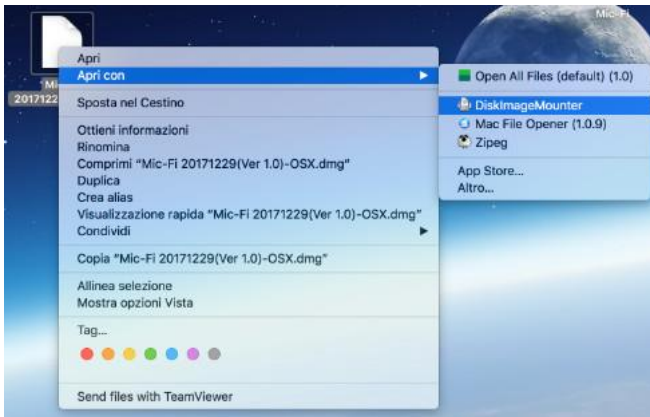 Mic-Fi
Mi
2017122
Apri
Apri con
Sposta nel Cestino
Ottieni informazioni
Rinomina
Comprimi “Mic-Fi 20171229(Ver 1.0)-OSX.dmg”
Duplica
Crea alias
Visualizzazione rapida “Mic-Fi 20171229(Ver 1.0)-OSX.dmg”
Condividi
Copia “Mic-Fi 20171229(Ver 1.0)-OSX.dmg”
Allinea selezione
Mostra opzioni Vista
Tag...
Send files with TeamViewer
Open All Files (default) (1.0)
DiskImageMounter
Mac File Opener (1.0.9)
Zipeg
App Store...
Altro...